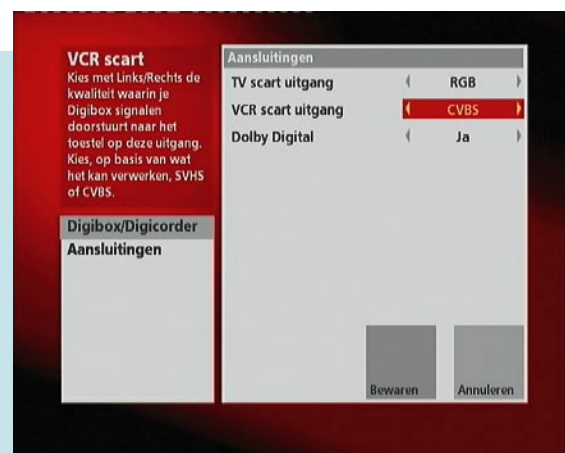 VCR scart
Kies met Links/Rechts de
kwaliteit waarin je
Digibox signalen
doorstuurt naar het
toestel op deze uitgang.
Kies, op basis van wat
het kan verwerken, SVHS
of CVBS.
Digibox/Digicorder
Aansluitingen
Aansluitingen
TV scart uitgang RGB
VCR scart uitgang CVBS
Dolby Digital Ja
Bewaren Annuleren